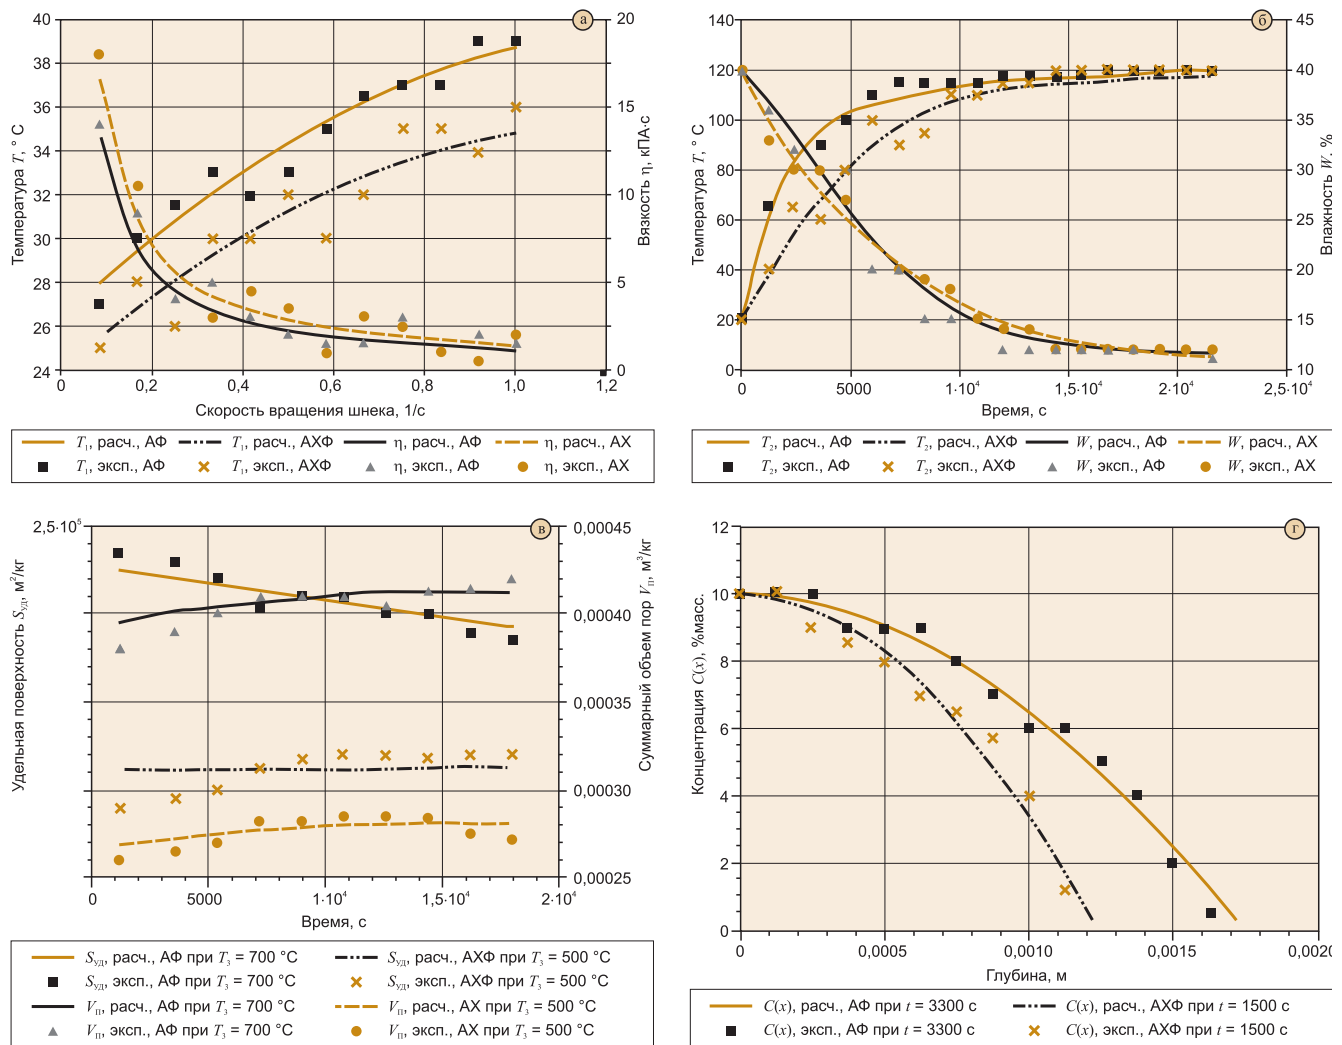 а
40
38
36
34
32
30
28
26
24
Температура T, ° C
20
15
10
5
0
Вязкость η, кПА·с
0
0,2
0,4
0,6
0,8
1,0
1,2
Скорость вращения шнека, 1/с
T₁, расч., АФ
T₁, расч., АХФ
η, расч., АФ
η, расч., АХ
T₁, эксп., АФ
T₁, эксп., АХФ
η, эксп., АФ
η, эксп., АХ
б
140
120
100
80
60
40
20
0
Температура T, ° C
45
40
35
30
25
20
15
10
Влажность W, %
0
5000
1·10⁴
1,5·10⁴
2·10⁴
2,5·10⁴
Время, с
T₂, расч., АФ
T₂, расч., АХФ
W, расч., АФ
W, расч., АХ
T₂, эксп., АФ
T₂, эксп., АХФ
W, эксп., АФ
W, эксп., АХ
в
2,5·10⁵
Удельная поверхность Sуд, м²/кг
0,00045
0,00040
0,00035
0,00030
0,00025
Суммарный объем пор Vп, м³/кг
0
5000
1·10⁴
1,5·10⁴
2·10⁴
Время, с
Sуд, расч., АФ при T₃ = 700 °C
Sуд, расч., АХФ при T₃ = 500 °C
Sуд, эксп., АФ при T₃ = 700 °C
Sуд, эксп., АХФ при T₃ = 500 °C
Vп, расч., АФ при T₃ = 700 °C
Vп, расч., АХ при T₃ = 500 °C
Vп, эксп., АФ при T₃ = 700 °C
Vп, эксп., АХ при T₃ = 500 °C
г
12
10
8
6
4
2
0
Концентрация C(x), %масс.
0
0,0005
0,0010
0,0015
0,0020
Глубина, м
C(x), расч., АФ при t = 3300 с
C(x), расч., АХФ при t = 1500 с
C(x), эксп., АФ при t = 3300 с
C(x), эксп., АХФ при t = 1500 с